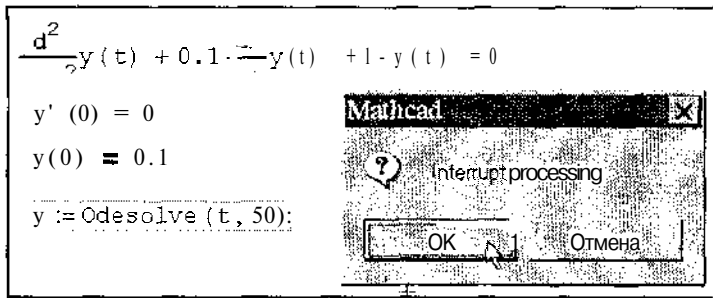 d²
y(t) + 0.1 · y(t) + 1 - y ( t ) = 0
y' (0) = 0
y(0) = 0.1
y := Odesolve (t, 50):
Mathcad
Interrupt processing
OK
Отмена